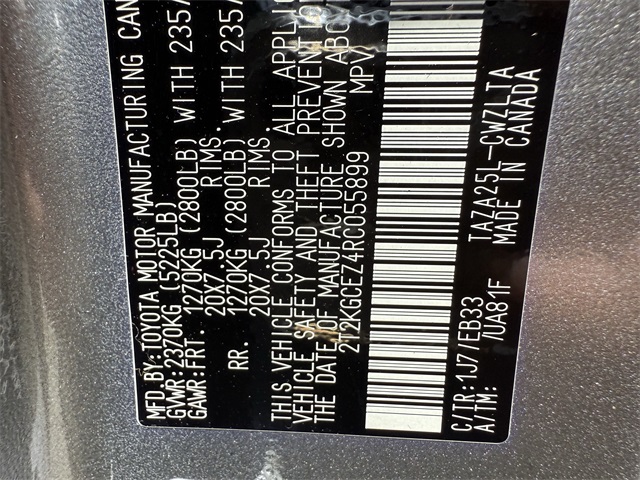 MFD.BY:TOYOTA MOTOR MANUFACTURING CAN
GVWR:2370KG (5225LB)
GAWR:FRT. 1270KG (2800LB) WITH 235/
20X7.5J RIMS.
RR. 1270KG (2800LB) WITH 235/
20X7.5J RIMS.
THIS VEHICLE CONFORMS TO ALL APPL
VEHICLE SAFETY AND THEFT PREVENT
THE DATE OF MANUFACTURE SHOWN ABO
2T2KGCEZ4RC055899 MPV
C/TR:1J7/EB33 TAZA25L-CWZLTA
A/TM: /UA81F MADE IN CANADA